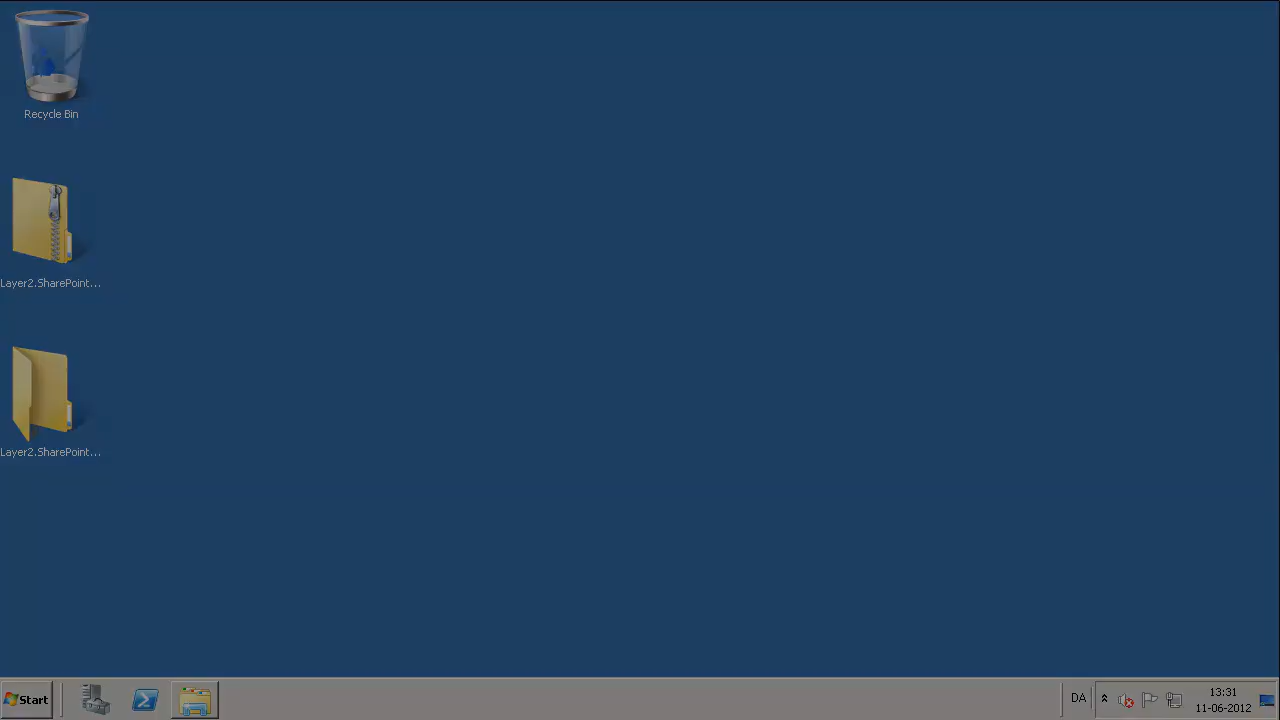 Recycle Bin
Layer2.SharePoint...
Layer2.SharePoint...
Start
DA
13:31
11-06-2012